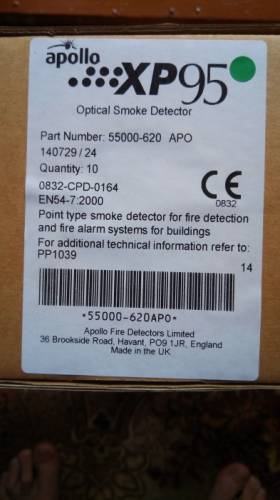 apollo
XP95
Optical Smoke Detector
Part Number: 55000-620 APO
140729 / 24
Quantity: 10
0832-CPD-0164
EN54-7:2000
CE
0832
Point type smoke detector for fire detection
and fire alarm systems for buildings
For additional technical information refer to:
PP1039
14
*55000-620APO*
Apollo Fire Detectors Limited
36 Brookside Road, Havant, PO9 1JR, England
Made in the UK